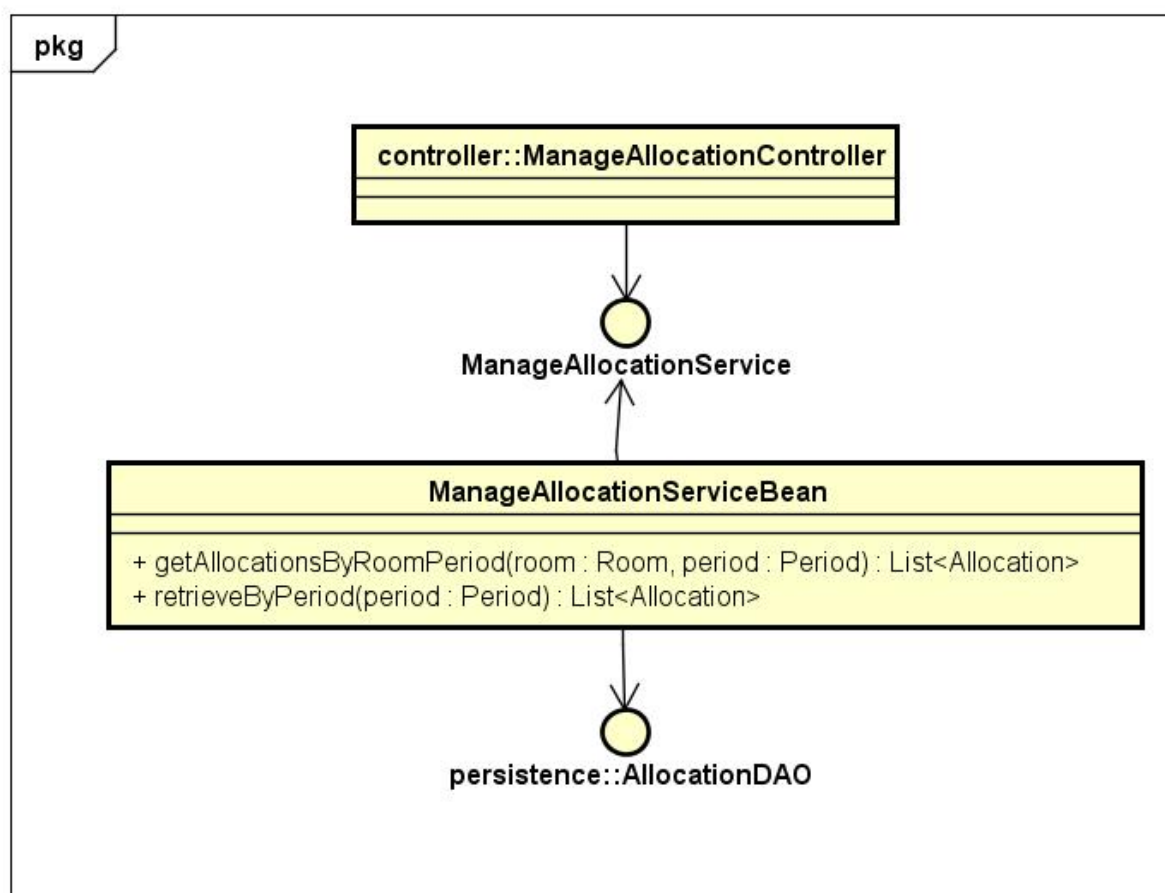 pkg
controller::ManageAllocationController
ManageAllocationService
ManageAllocationServiceBean
+ getAllocationsByRoomPeriod(room : Room, period : Period) : List<Allocation>
+ retrieveByPeriod(period : Period) : List<Allocation>
persistence::AllocationDAO